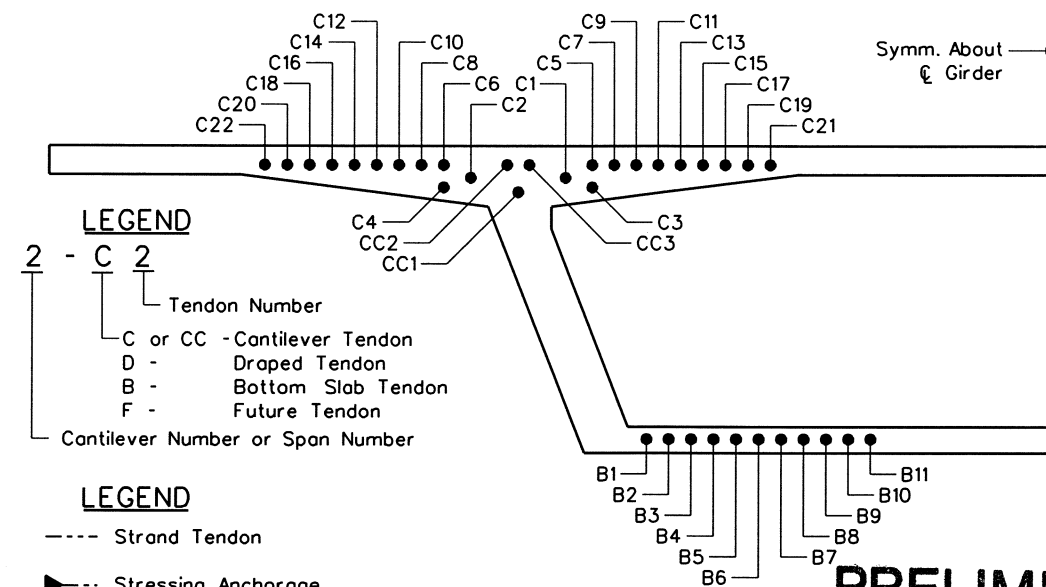 C12 C9 C11
C14 C10 C7 C13 Symm. About
C16 C8 C5 C15 ℄ Girder
C18 C6 C1 C17
C20 C2 C19
C22 C21
LEGEND C4 C3
2 - C 2 CC2 CC3
CC1
Tendon Number
C or CC - Cantilever Tendon
D - Draped Tendon
B - Bottom Slab Tendon
F - Future Tendon
Cantilever Number or Span Number
B1 B11
B2 B10
B3 B9
B4 B8
B5 B7
B6
LEGEND
---- Strand Tendon
Stressing Anchorage